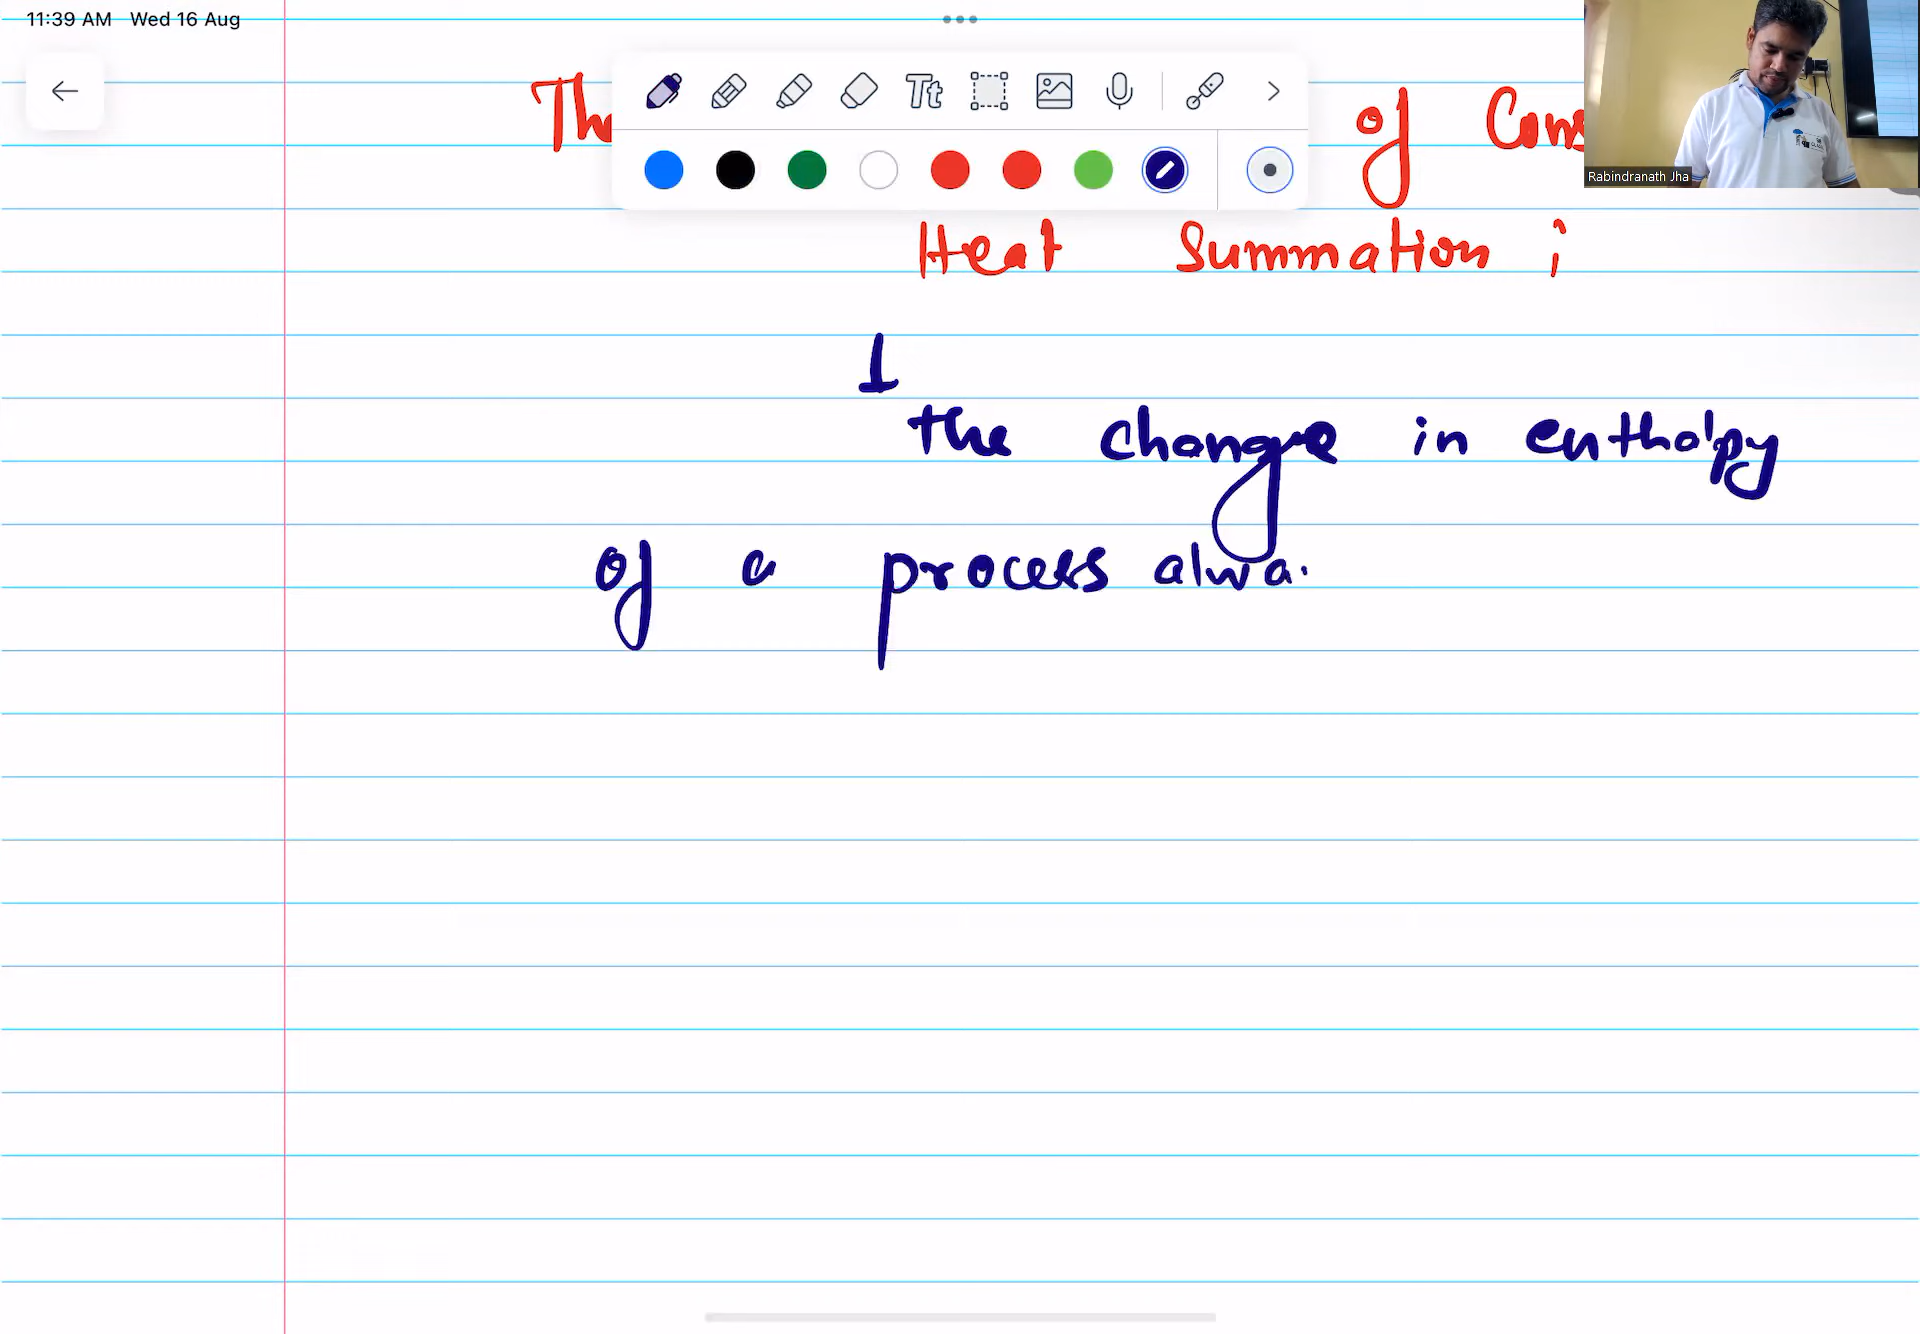 11:39 AM Wed 16 Aug
Th of Cons
Tt
Rabindranath Jha
Heat Summation ;
the change in enthalpy
of a process alwa